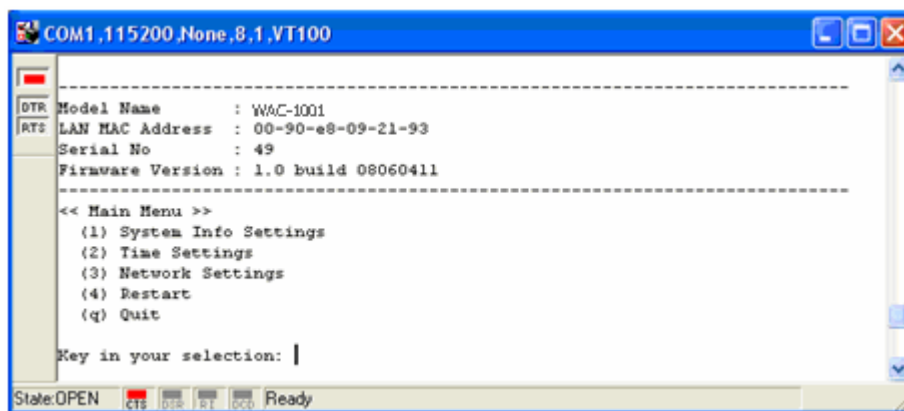 COM1,115200,None,8,1,VT100
--------------------------------------------------------------------------------
DTR
RTS
Model Name : WAC-1001
LAN MAC Address : 00-90-e8-09-21-93
Serial No : 49
Firmware Version : 1.0 build 08060411
--------------------------------------------------------------------------------
<< Main Menu >>
(1) System Info Settings
(2) Time Settings
(3) Network Settings
(4) Restart
(q) Quit
Key in your selection:
State:OPEN CTS DSR RI DCD Ready